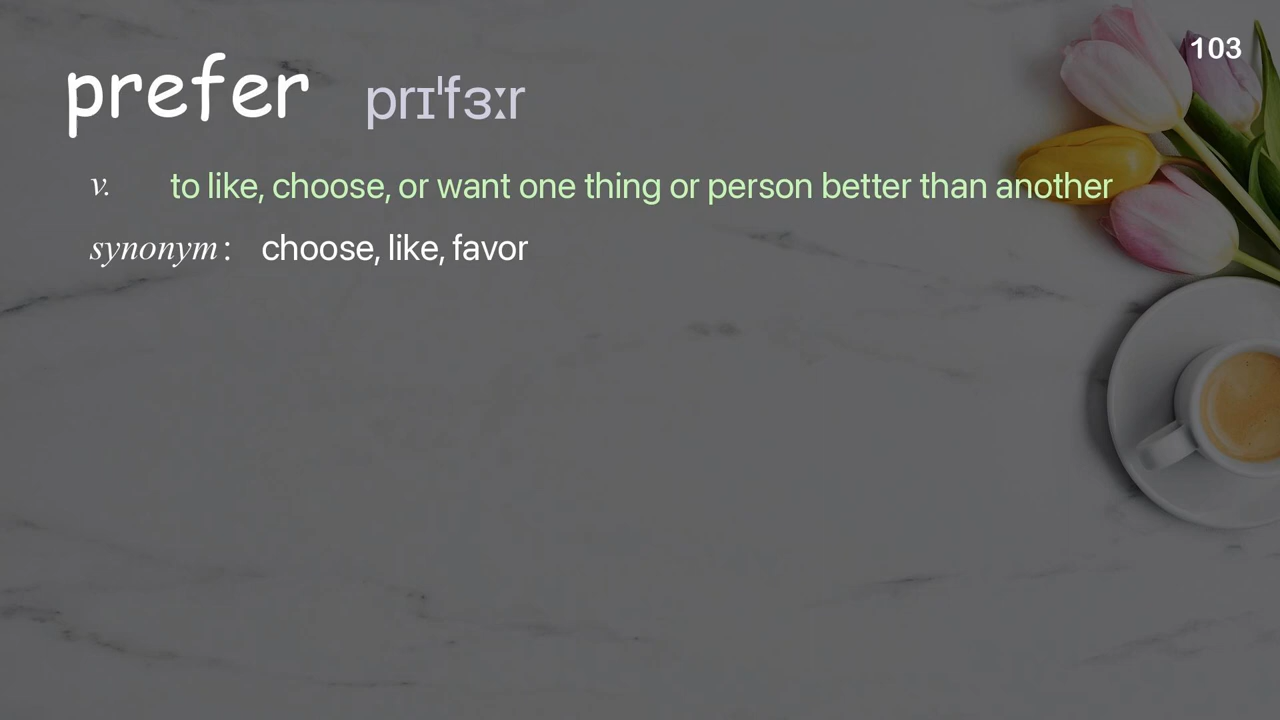 103
prefer prɪˈfɜːr
v. to like, choose, or want one thing or person better than another
synonym: choose, like, favor